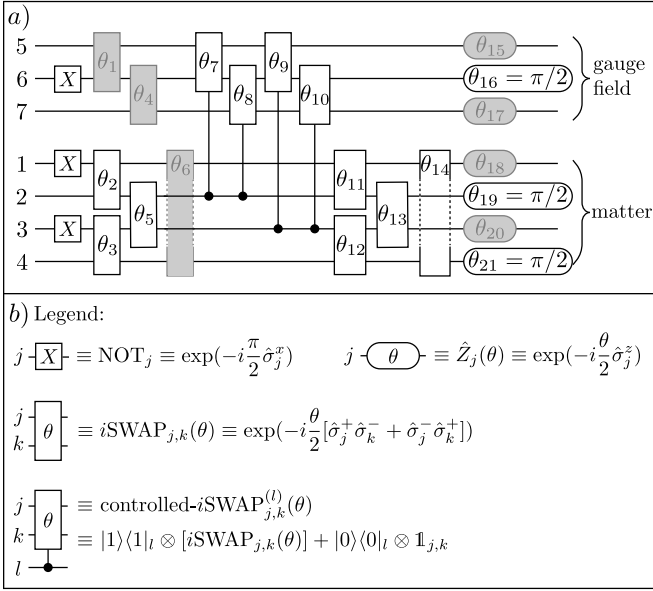 a)
5 θ₁ θ₇ θ₉ θ₁₅
6 X θ₄ θ₈ θ₁₀ θ₁₆ = π/2 gauge
7 θ₁₇ field
1 X θ₂ θ₆ θ₁₁ θ₁₄ θ₁₈
2 θ₅ θ₁₃ θ₁₉ = π/2 matter
3 X θ₃ θ₁₂ θ₂₀
4 θ₂₁ = π/2
b) Legend:
j X ≡ NOTⱼ ≡ exp(−i π/2 σ̂ⱼˣ) j θ ≡ Ẑⱼ(θ) ≡ exp(−i θ/2 σ̂ⱼᶻ)
j
k θ ≡ iSWAPⱼ,ₖ(θ) ≡ exp(−i θ/2 [σ̂ⱼ⁺σ̂ₖ⁻ + σ̂ⱼ⁻σ̂ₖ⁺])
j θ ≡ controlled-iSWAPⱼ,ₖ⁽ˡ⁾(θ)
k ≡ |1⟩⟨1|ₗ ⊗ [iSWAPⱼ,ₖ(θ)] + |0⟩⟨0|ₗ ⊗ 𝟙ⱼ,ₖ
l